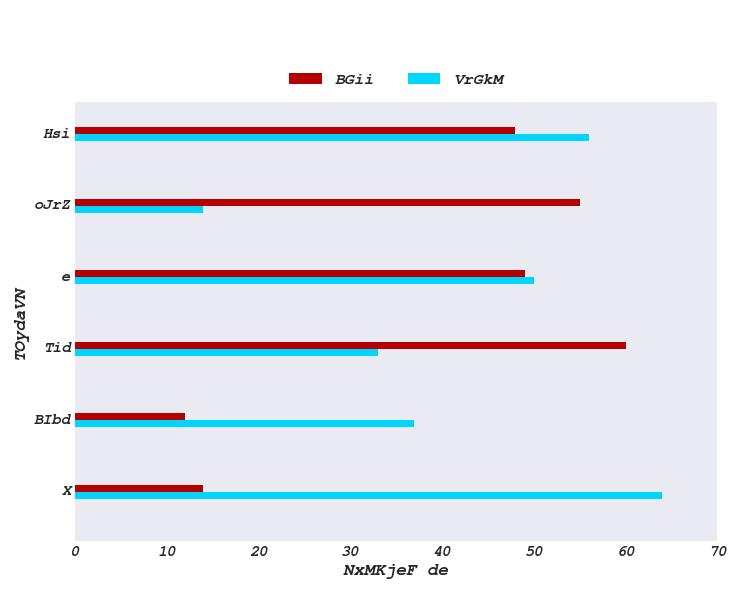 BGii VrGkM
Hsi
oJrZ
e
Tid
BIbd
X
TOydaVN
0 10 20 30 40 50 60 70
NxMKjeF de